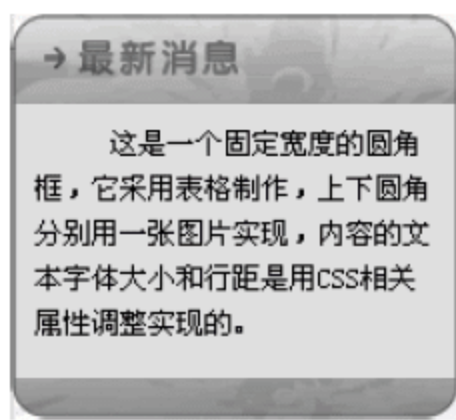 →最新消息
这是一个固定宽度的圆角
框，它采用表格制作，上下圆角
分别用一张图片实现，内容的文
本字体大小和行距是用CSS相关
属性调整实现的。